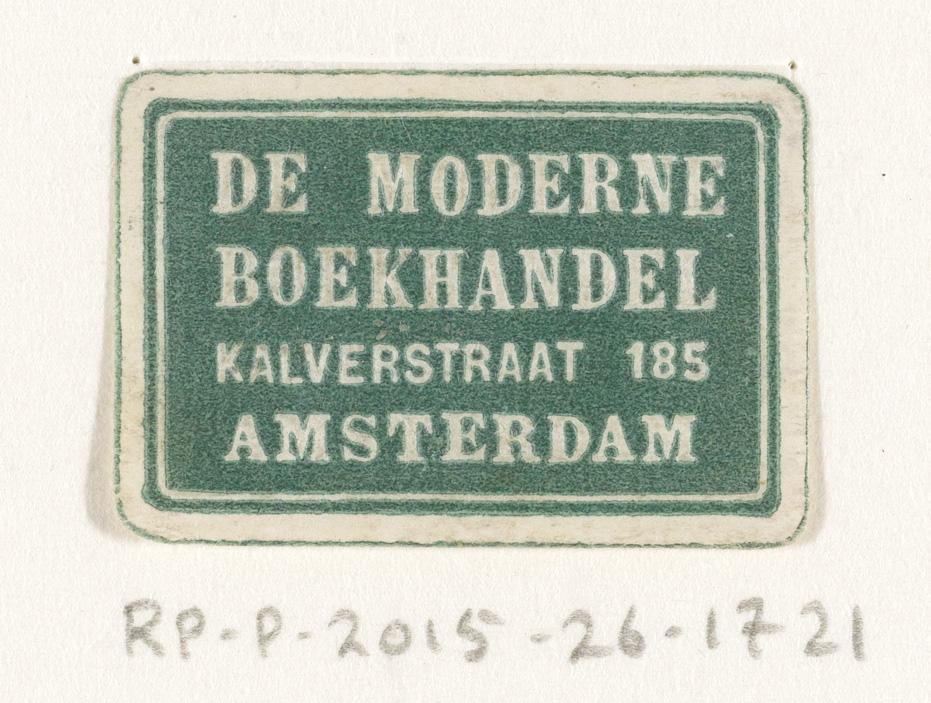 DE MODERNE
BOEKHANDEL
KALVERSTRAAT 185
AMSTERDAM
RP-P-2015-26-1721